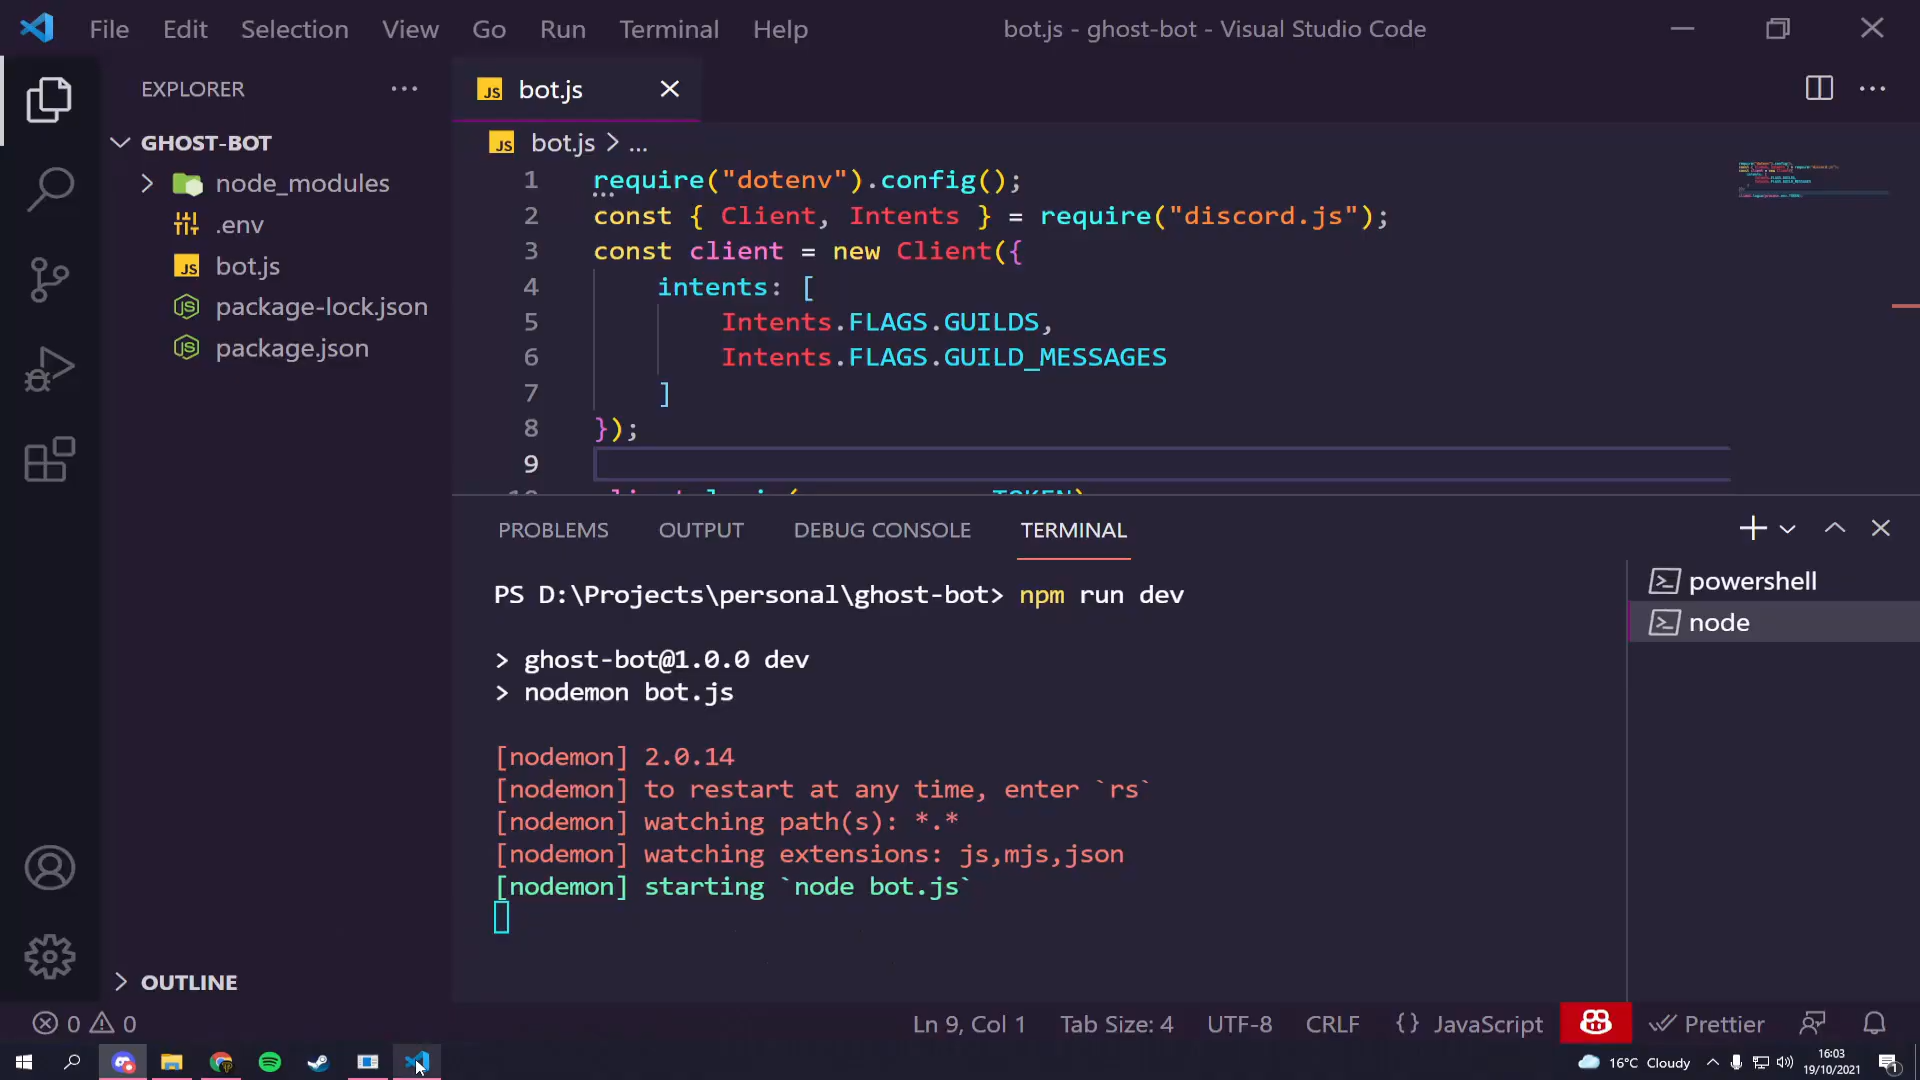 File Edit Selection View Go Run Terminal Help bot.js - ghost-bot - Visual Studio Code
EXPLORER
JS bot.js
GHOST-BOT
JS bot.js > ...
node_modules
.env
JS bot.js
package-lock.json
package.json
1 require("dotenv").config();
2 const { Client, Intents } = require("discord.js");
3 const client = new Client({
4 intents: [
5 Intents.FLAGS.GUILDS,
6 Intents.FLAGS.GUILD_MESSAGES
7 ]
8 });
9
PROBLEMS OUTPUT DEBUG CONSOLE TERMINAL
PS D:\Projects\personal\ghost-bot> npm run dev
> ghost-bot@1.0.0 dev
> nodemon bot.js
[nodemon] 2.0.14
[nodemon] to restart at any time, enter `rs`
[nodemon] watching path(s): *.*
[nodemon] watching extensions: js,mjs,json
[nodemon] starting `node bot.js`
powershell
node
OUTLINE
0 0
Ln 9, Col 1 Tab Size: 4 UTF-8 CRLF {} JavaScript Prettier
16°C Cloudy
16:03
19/10/2021
1